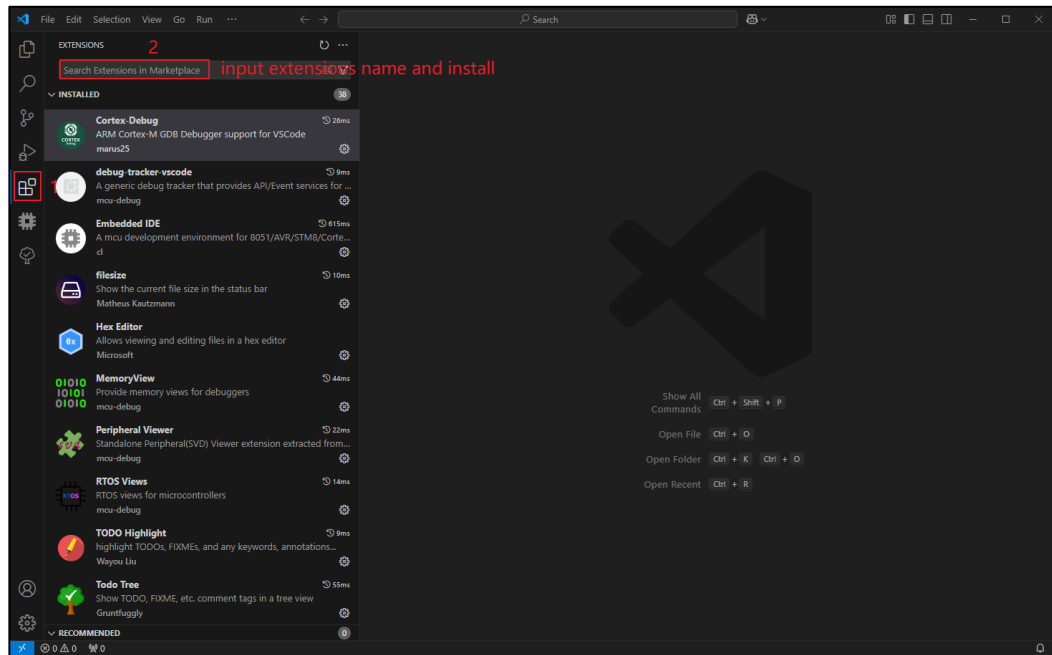 File Edit Selection View Go Run ··· Search
EXTENSIONS 2
Search Extensions in Marketplace input extensions name and install
INSTALLED 38
Cortex-Debug 26ms
ARM Cortex-M GDB Debugger support for VSCode
marus25
CORTEX
Debug
1
debug-tracker-vscode 9ms
A generic debug tracker that provides API/Event services for ...
mcu-debug
Embedded IDE 615ms
A mcu development environment for 8051/AVR/STM8/Corte...
cl
filesize 10ms
Show the current file size in the status bar
Matheus Kautzmann
Hex Editor
0x
Allows viewing and editing files in a hex editor
Microsoft
MemoryView 44ms
01010
10101
01010
Provide memory views for debuggers
mcu-debug
Peripheral Viewer 22ms
Standalone Peripheral(SVD) Viewer extension extracted from...
mcu-debug
RTOS Views 14ms
RTOS
RTOS views for microcontrollers
mcu-debug
TODO Highlight 9ms
highlight TODOs, FIXMEs, and any keywords, annotations...
Wayou Liu
Todo Tree 55ms
Show TODO, FIXME, etc. comment tags in a tree view
Gruntfuggly
RECOMMENDED 0
0 0 0
Show All Commands Ctrl + Shift + P
Open File Ctrl + O
Open Folder Ctrl + K Ctrl + O
Open Recent Ctrl + R